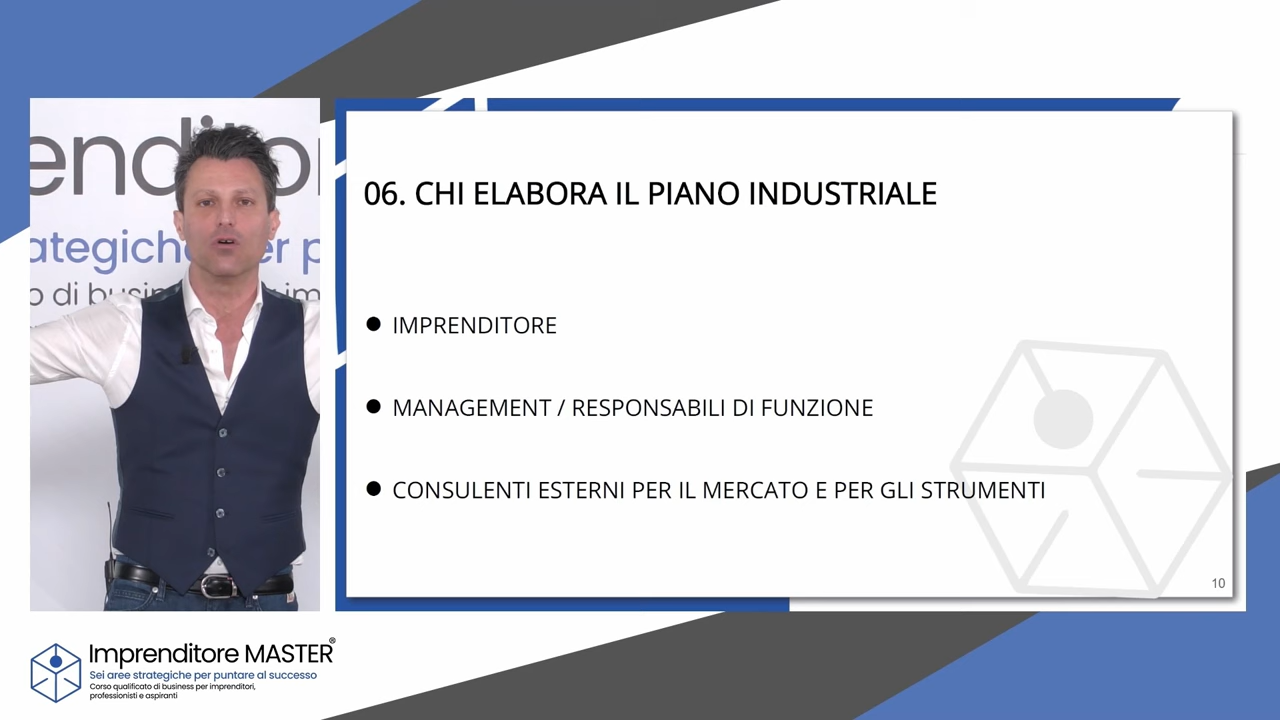 06. CHI ELABORA IL PIANO INDUSTRIALE
● IMPRENDITORE
● MANAGEMENT / RESPONSABILI DI FUNZIONE
● CONSULENTI ESTERNI PER IL MERCATO E PER GLI STRUMENTI
10
Imprenditore MASTER®
Sei aree strategiche per puntare al successo
Corso qualificato di business per imprenditori,
professionisti e aspiranti